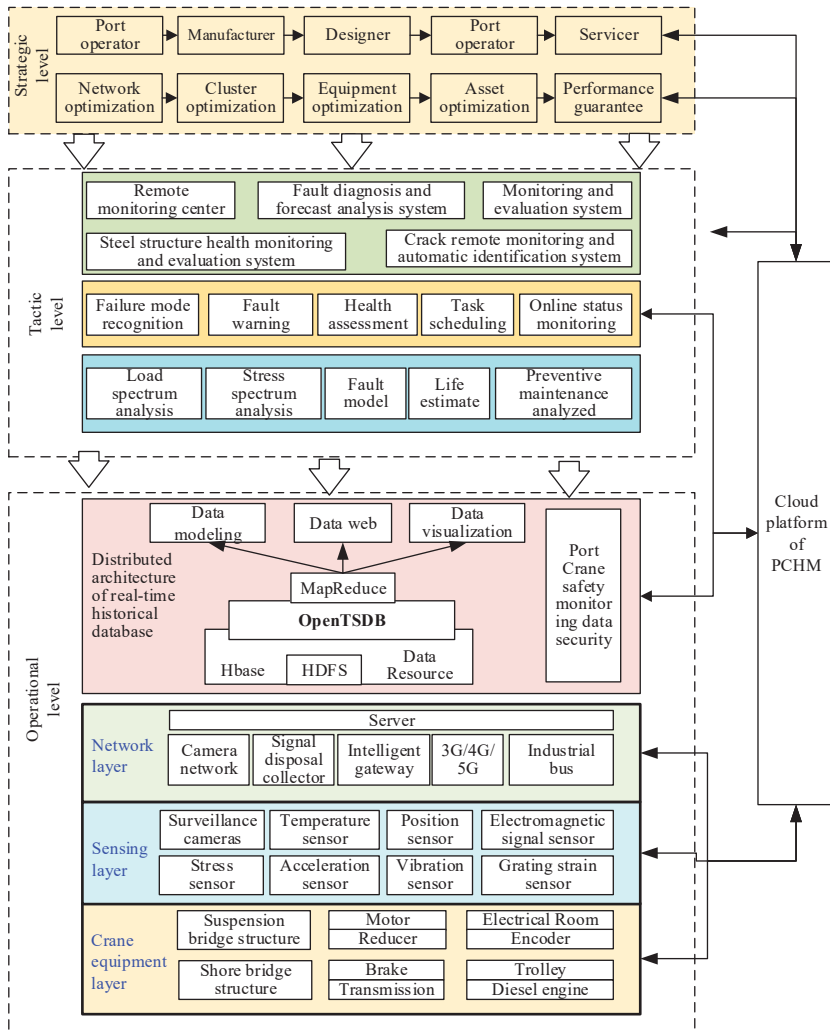 Strategic
level
Port
operator
Manufacturer
Designer
Port
operator
Servicer
Network
optimization
Cluster
optimization
Equipment
optimization
Asset
optimization
Performance
guarantee
Tactic
level
Remote
monitoring center
Fault diagnosis and
forecast analysis system
Monitoring and
evaluation system
Steel structure health monitoring
and evaluation system
Crack remote monitoring and
automatic identification system
Failure mode
recognition
Fault
warning
Health
assessment
Task
scheduling
Online status
monitoring
Load
spectrum
analysis
Stress
spectrum
analysis
Fault
model
Life
estimate
Preventive
maintenance
analyzed
Cloud
platform
of
PCHM
Operational
level
Distributed
architecture
of real-time
historical
database
Data
modeling
Data web
Data
visualization
MapReduce
OpenTSDB
Hbase
HDFS
Data
Resource
Port
Crane
safety
monitor
ing data
security
Network
layer
Server
Camera
network
Signal
disposal
collector
Intelligent
gateway
3G/4G/
5G
Industrial
bus
Sensing
layer
Surveillance
cameras
Temperature
sensor
Position
sensor
Electromagnetic
signal sensor
Stress
sensor
Acceleration
sensor
Vibration
sensor
Grating strain
sensor
Crane
equipment
layer
Suspension
bridge structure
Motor
Reducer
Electrical Room
Encoder
Shore bridge
structure
Brake
Transmission
Trolley
Diesel engine